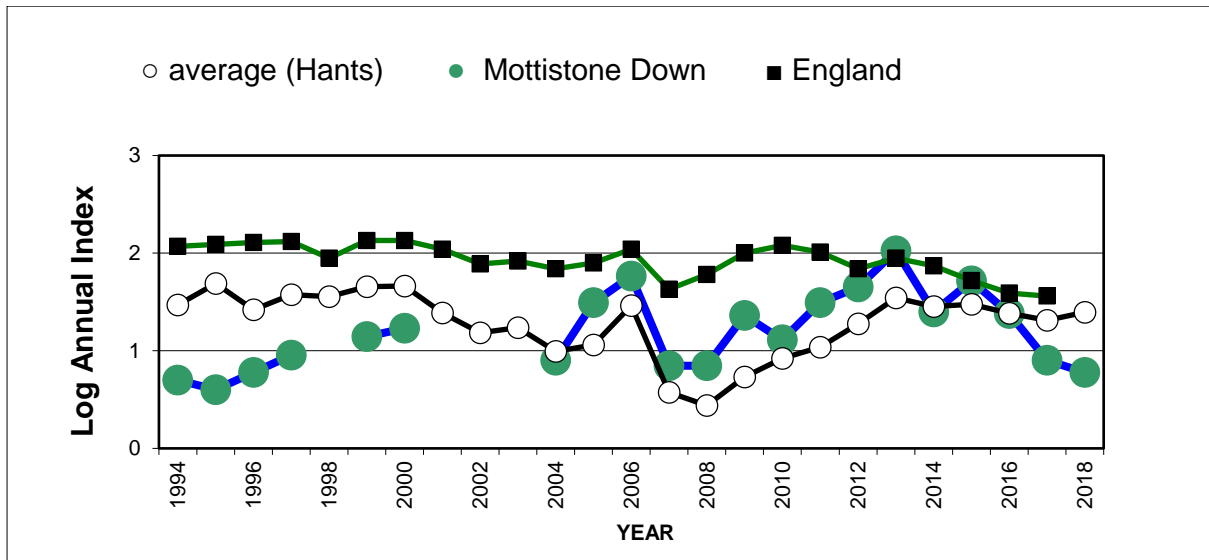 average (Hants) Mottistone Down England
Log Annual Index
3
2
1
0
1994 1996 1998 2000 2002 2004 2006 2008 2010 2012 2014 2016 2018
YEAR